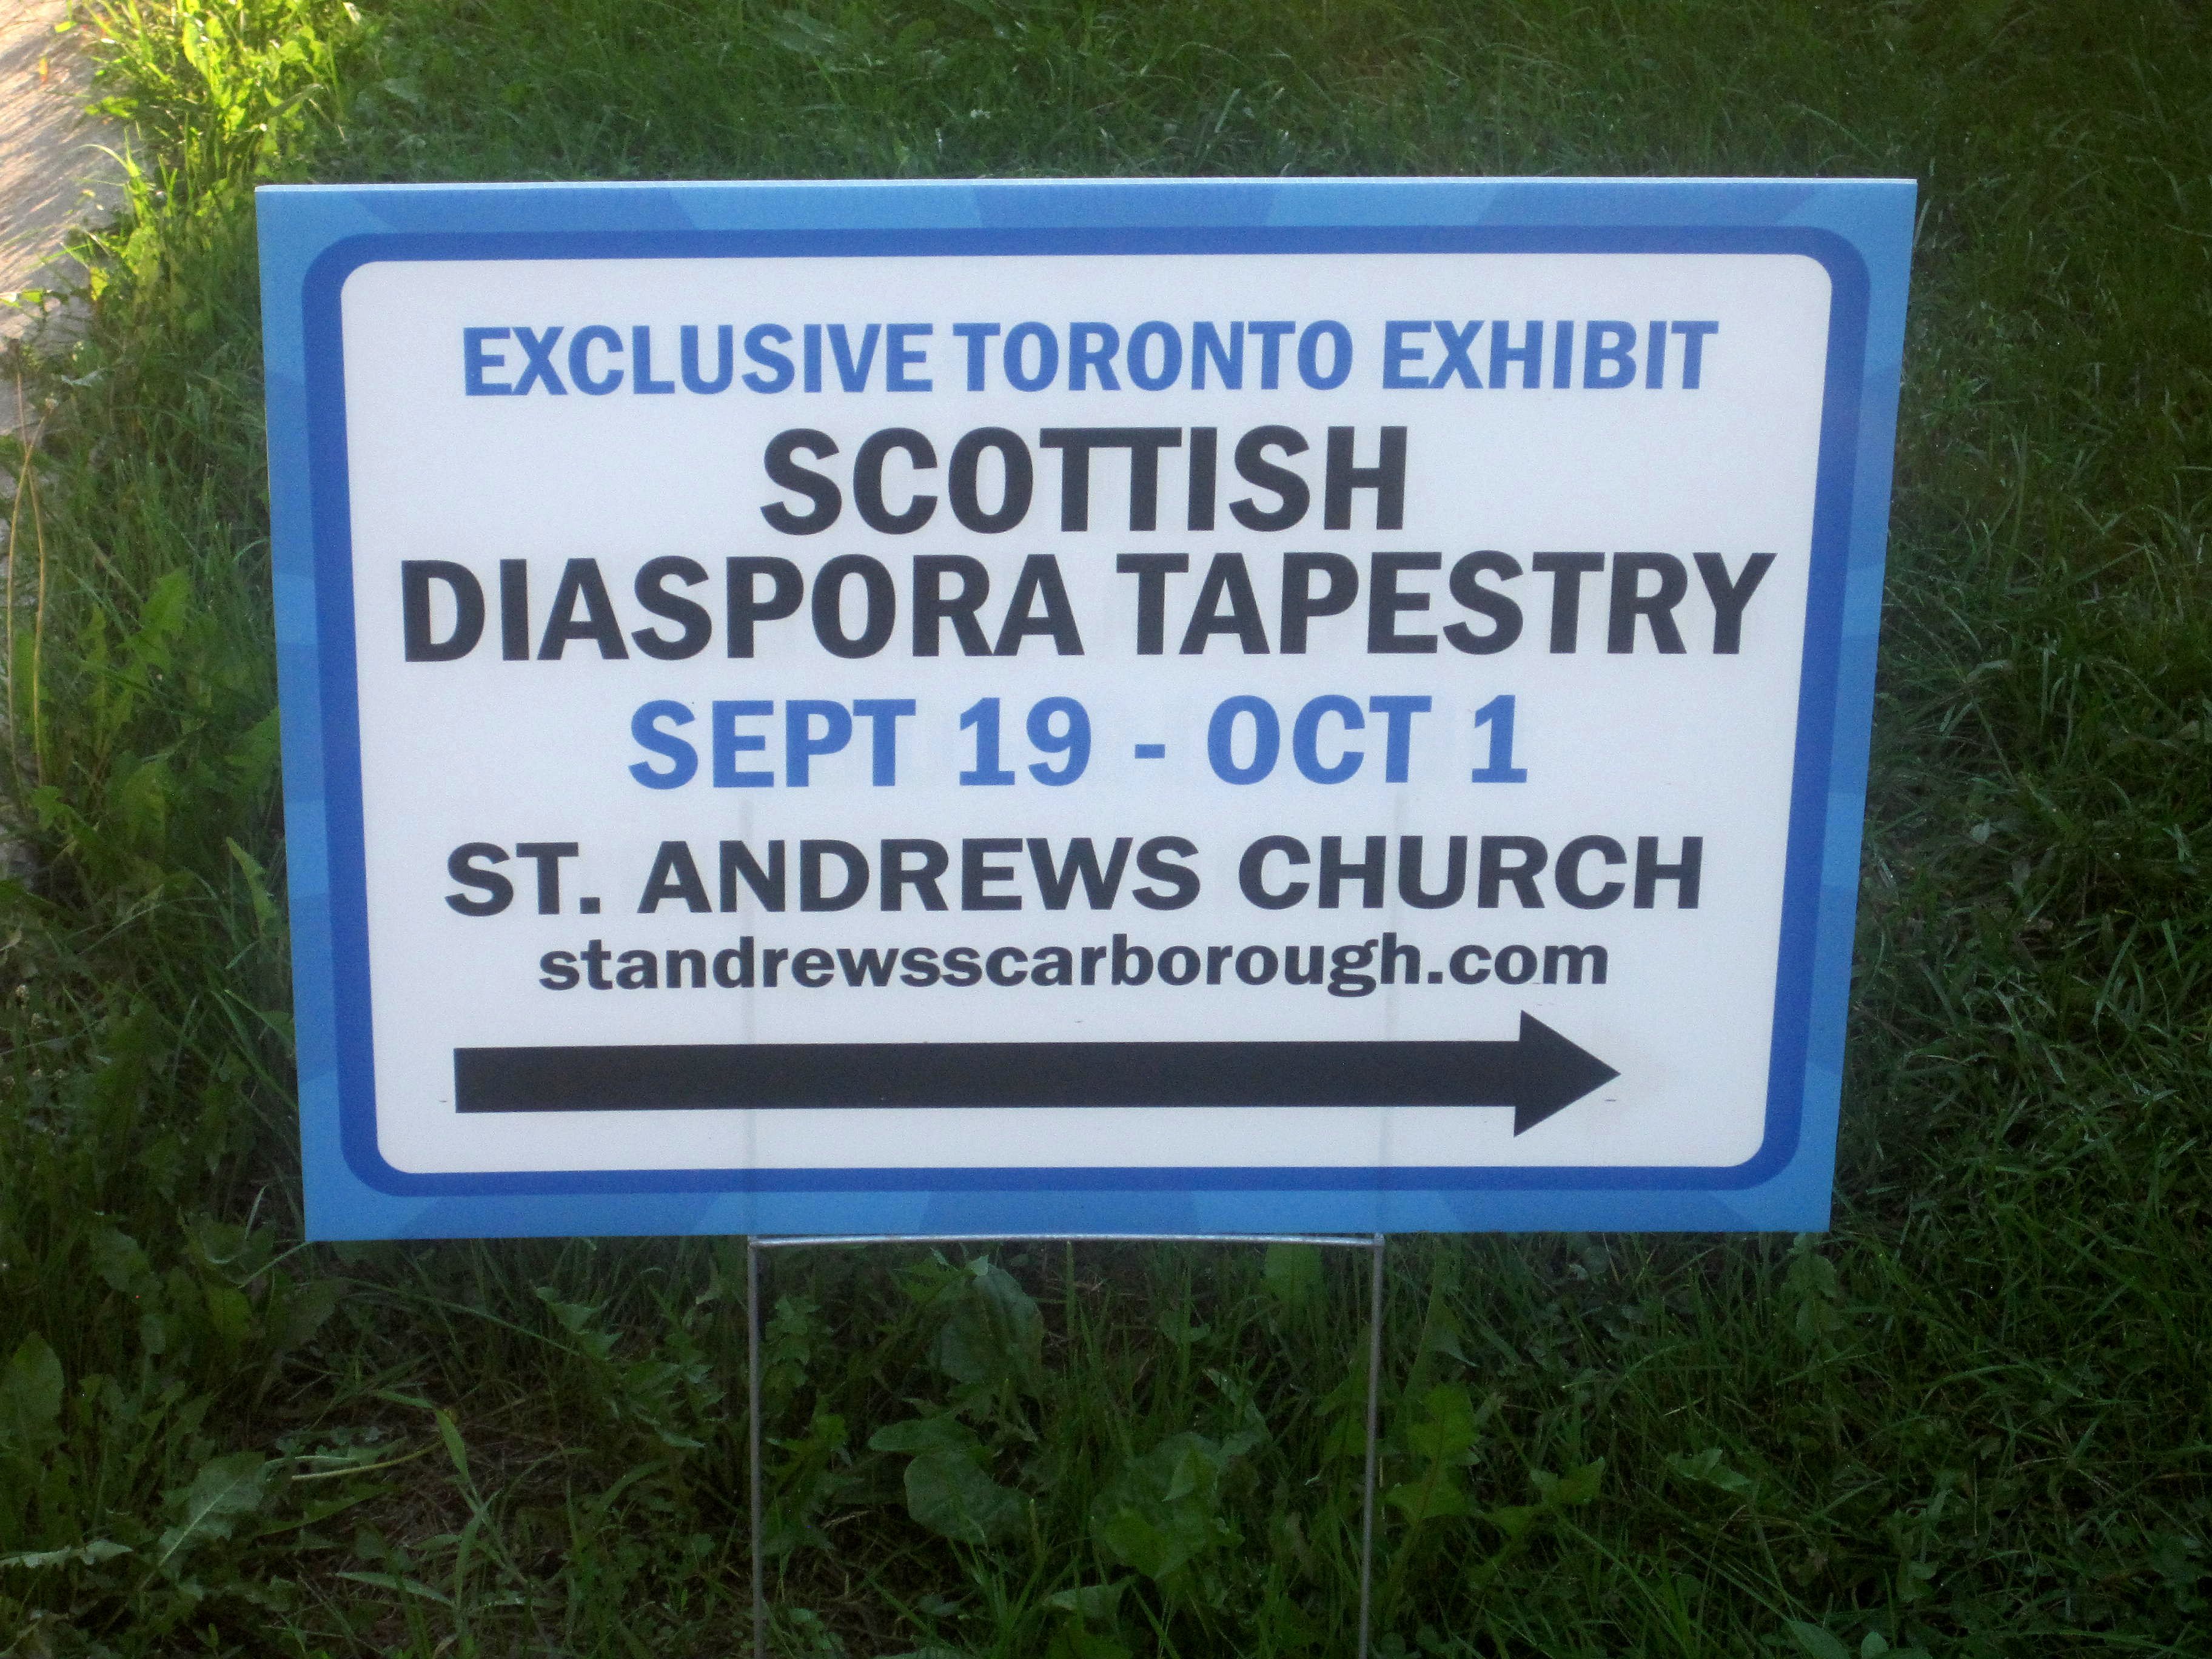 EXCLUSIVE TORONTO EXHIBIT
SCOTTISH
DIASPORA TAPESTRY
SEPT 19 - OCT 1
ST. ANDREWS CHURCH
standrewsscarborough.com